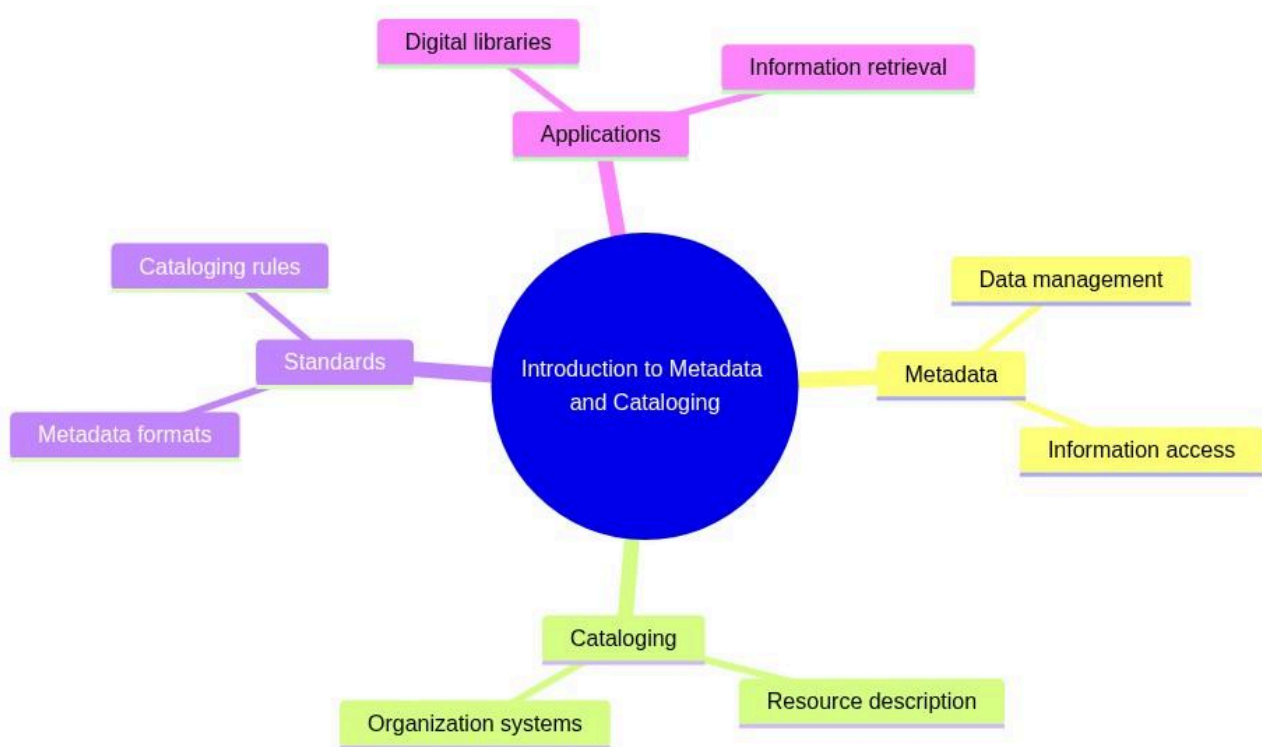 Digital libraries
Information retrieval
Applications
Cataloging rules
Data management
Standards
Introduction to Metadata
and Cataloging
Metadata
Metadata formats
Information access
Cataloging
Resource description
Organization systems